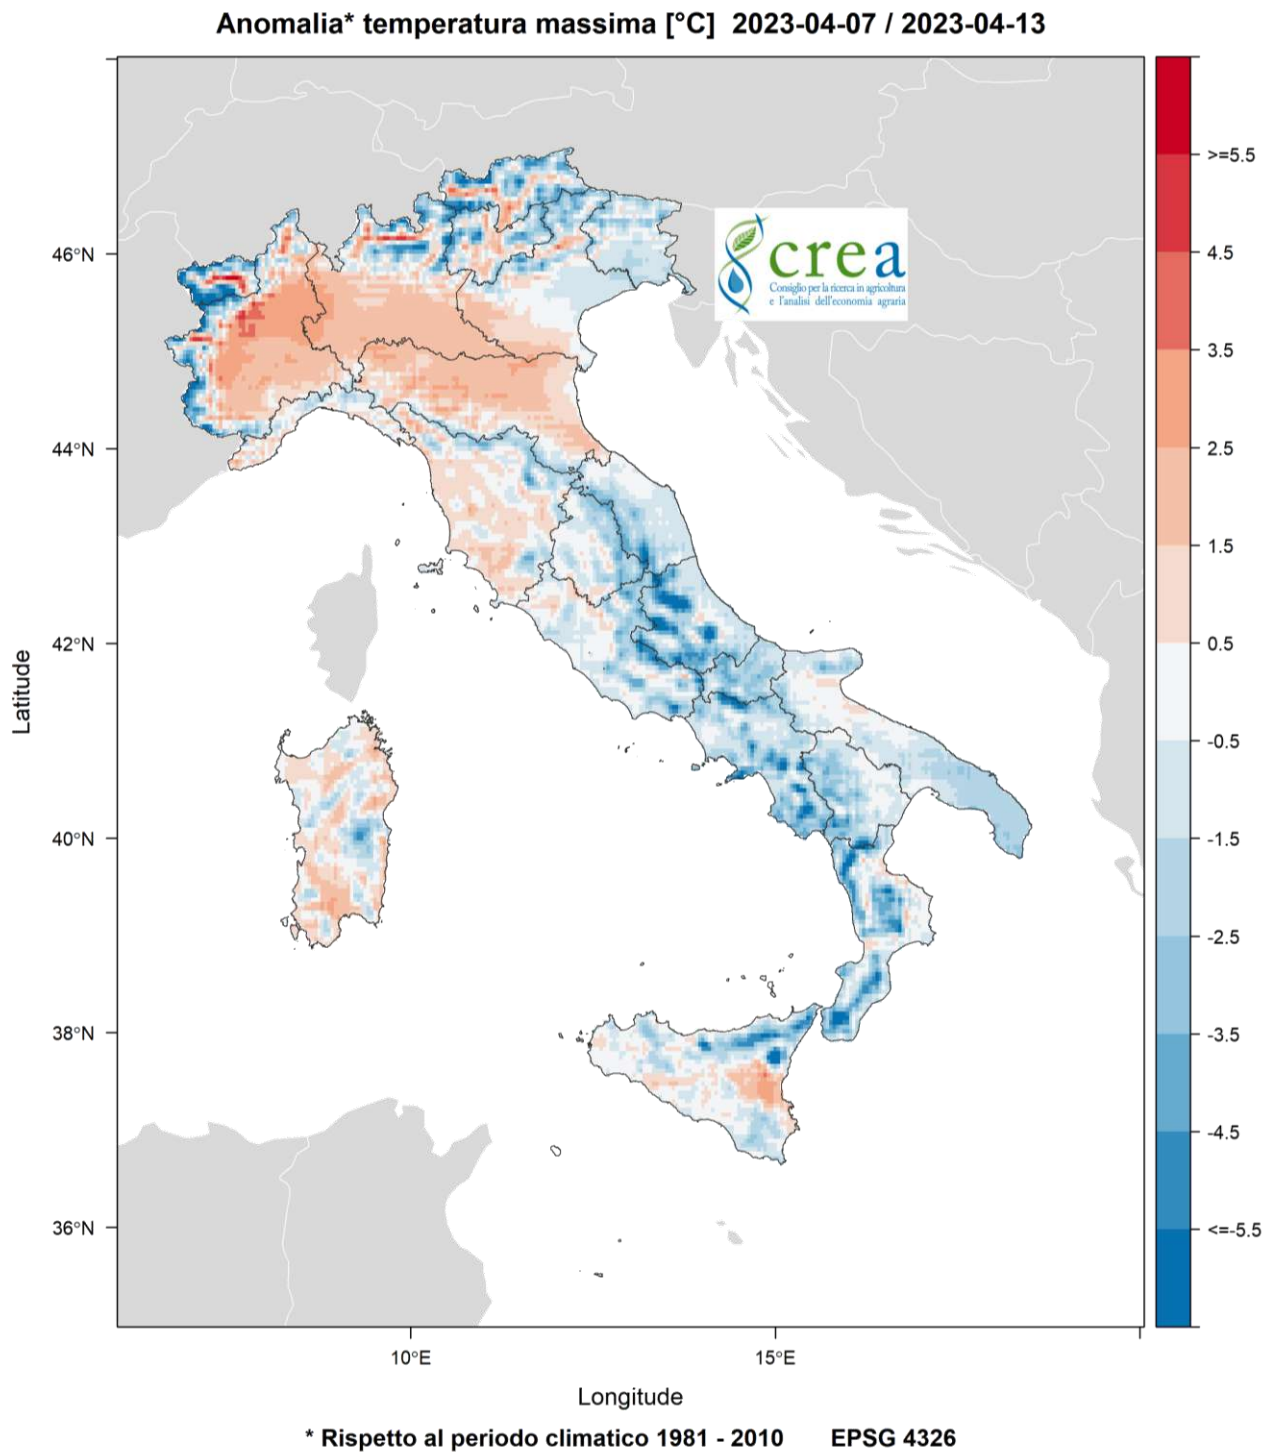 Anomalia* temperatura massima [°C]  2023-04-07 / 2023-04-13
crea
Consiglio per la ricerca in agricoltura
e l'analisi dell'economia agraria
>=5.5
4.5
3.5
2.5
1.5
0.5
-0.5
-1.5
-2.5
-3.5
-4.5
<=-5.5
46°N
44°N
42°N
40°N
38°N
36°N
Latitude
10°E
15°E
Longitude
* Rispetto al periodo climatico 1981 - 2010 EPSG 4326